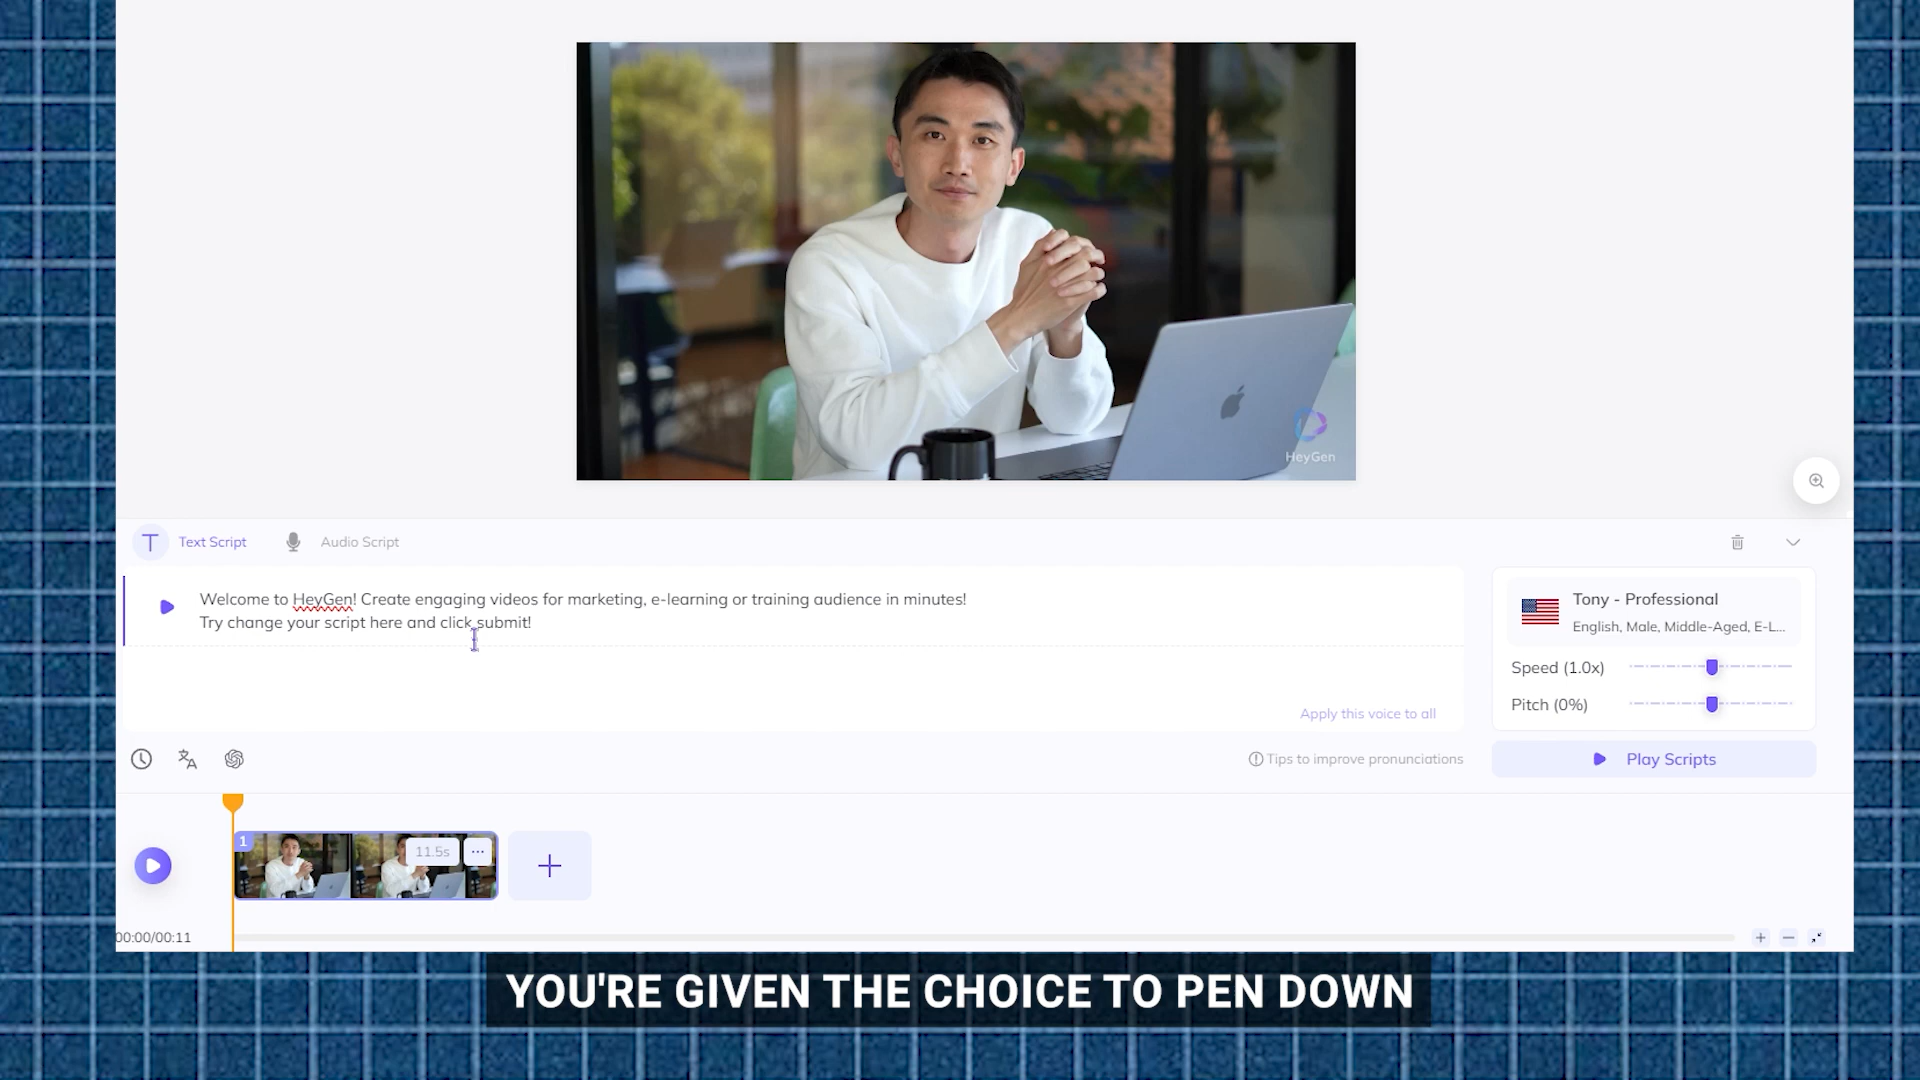 HeyGen
Text Script
Audio Script
Welcome to HeyGen! Create engaging videos for marketing, e-learning or training audience in minutes!
Try change your script here and click submit!
Apply this voice to all
Tony - Professional
English, Male, Middle-Aged, E-L...
Speed (1.0x)
Pitch (0%)
Tips to improve pronunciations
Play Scripts
1
11.5s
00:00/00:11
YOU'RE GIVEN THE CHOICE TO PEN DOWN